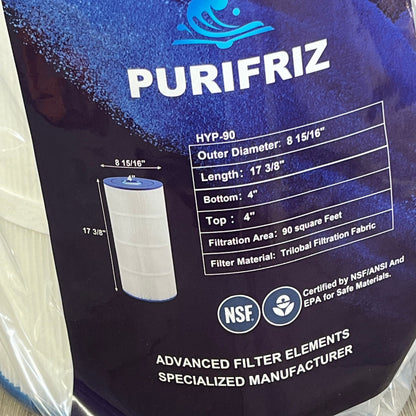 PURIFRIZ
HYP-90
Outer Diameter: 8 15/16"
Length: 17 3/8"
Bottom: 4"
Top : 4"
Filtration Area: 90 square Feet
Filter Material: Trilobal Filtration Fabric
8 15/16"
4"
17 3/8"
NSF.
Certified by NSF/ANSI And
EPA for Safe Materials.
ADVANCED FILTER ELEMENTS
SPECIALIZED MANUFACTURER